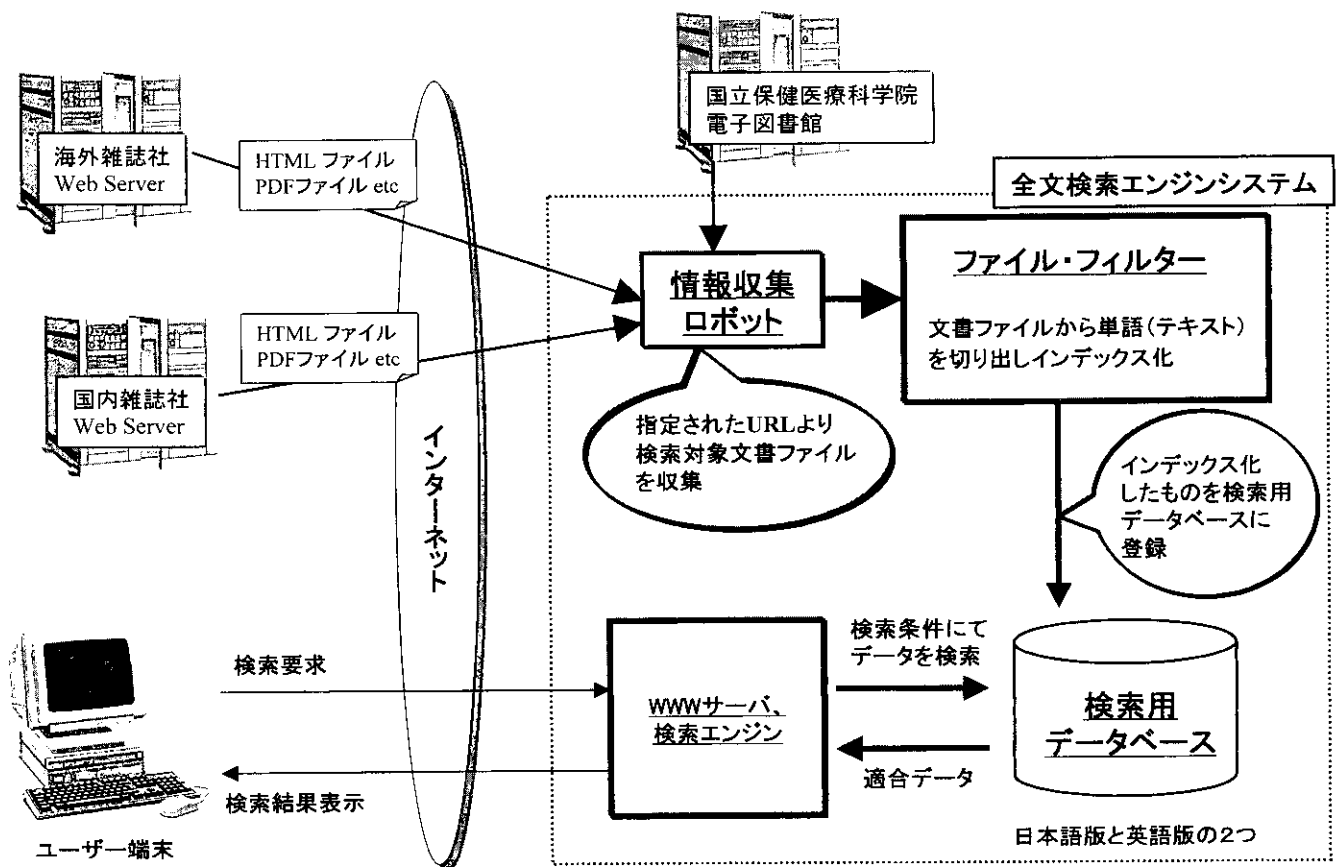 国立保健医療科学院
電子図書館
海外雑誌社
Web Server
HTML ファイル
PDFファイル etc
全文検索エンジンシステム
情報収集
ロボット
ファイル・フィルター
文書ファイルから単語(テキスト)
を切り出しインデックス化
国内雑誌社
Web Server
HTML ファイル
PDFファイル etc
指定されたURLより
検索対象文書ファイル
を収集
インデックス化
したものを検索用
データベースに
登録
インターネット
検索要求
検索結果表示
ユーザー端末
WWWサーバ、
検索エンジン
検索条件にて
データを検索
適合データ
検索用
データベース
日本語版と英語版の2つ